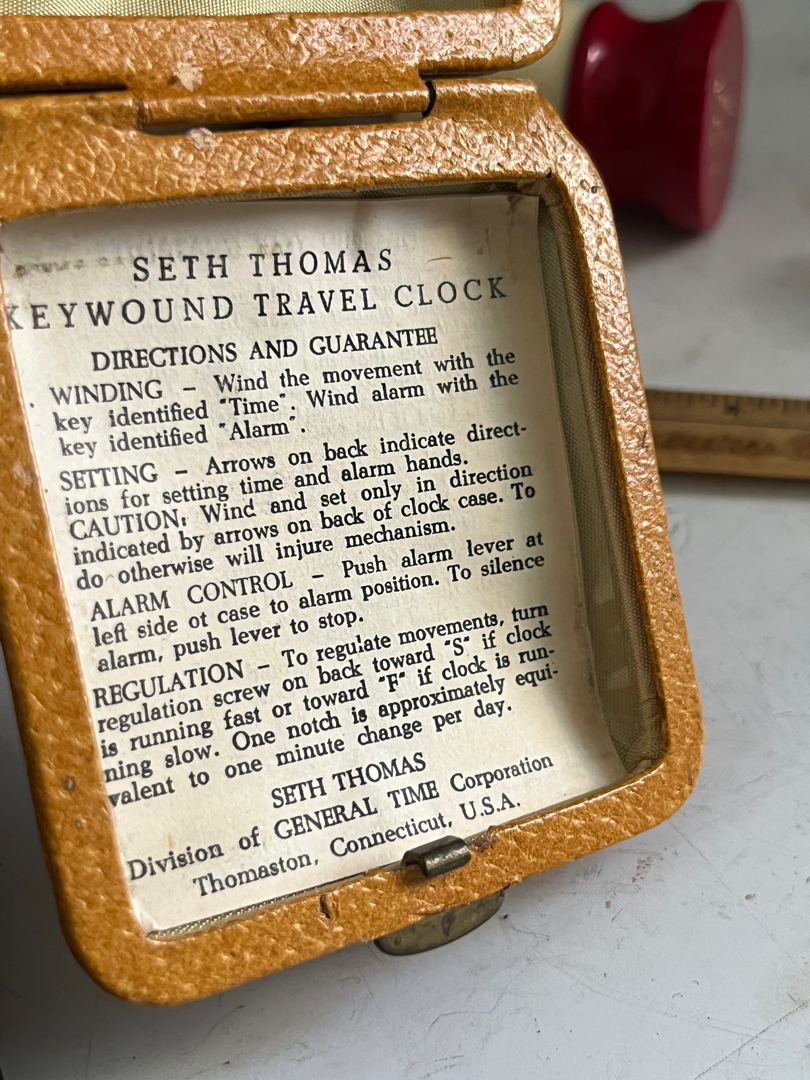 SETH THOMAS
KEYWOUND TRAVEL CLOCK
DIRECTIONS AND GUARANTEE
WINDING – Wind the movement with the
key identified "Time". Wind alarm with the
key identified "Alarm".
SETTING – Arrows on back indicate direct-
ions for setting time and alarm hands.
CAUTION: Wind and set only in direction
indicated by arrows on back of clock case. To
do otherwise will injure mechanism.
ALARM CONTROL – Push alarm lever at
left side ot case to alarm position. To silence
alarm, push lever to stop.
REGULATION – To regulate movements, turn
regulation screw on back toward "S" if clock
is running fast or toward "F" if clock is run-
ning slow. One notch is approximately equi-
valent to one minute change per day.
SETH THOMAS
Division of GENERAL TIME Corporation
Thomaston, Connecticut, U.S.A.